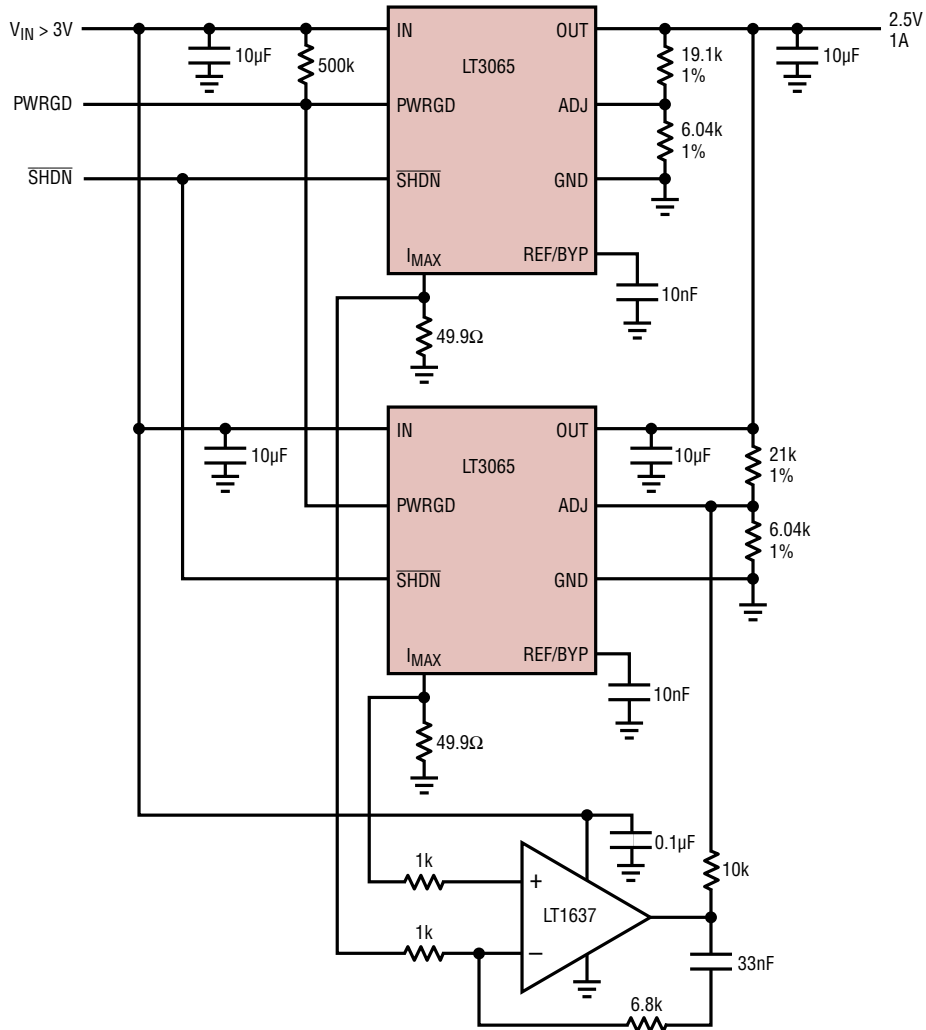 V_IN > 3V
10µF
500k
IN
OUT
LT3065
19.1k
1%
10µF
2.5V
1A
PWRGD
PWRGD
ADJ
6.04k
1%
SHDN
SHDN
GND
I_MAX
REF/BYP
10nF
49.9Ω
IN
OUT
10µF
LT3065
10µF
21k
1%
PWRGD
ADJ
6.04k
1%
SHDN
GND
I_MAX
REF/BYP
10nF
49.9Ω
0.1µF
1k
+
10k
LT1637
1k
–
33nF
6.8k